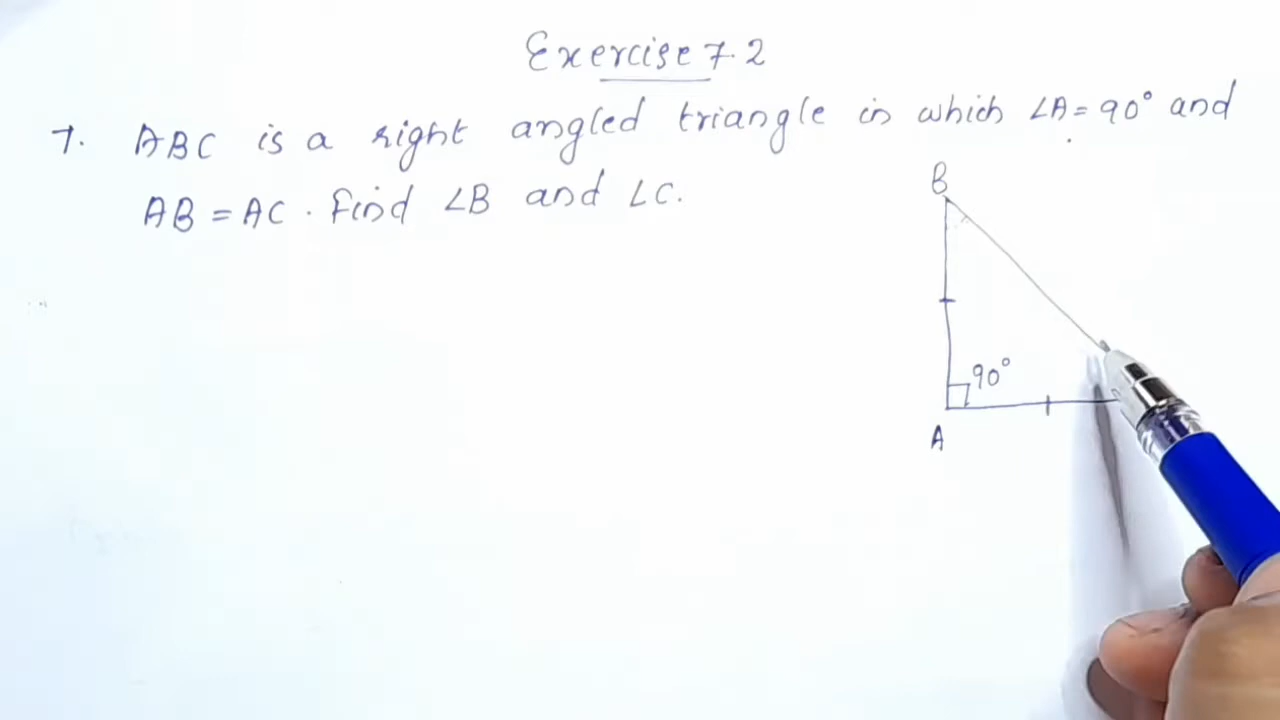 Exercise 7.2
7. ABC is a right angled triangle in which ∠A = 90° and
AB = AC. Find ∠B and ∠C.
B
90°
A